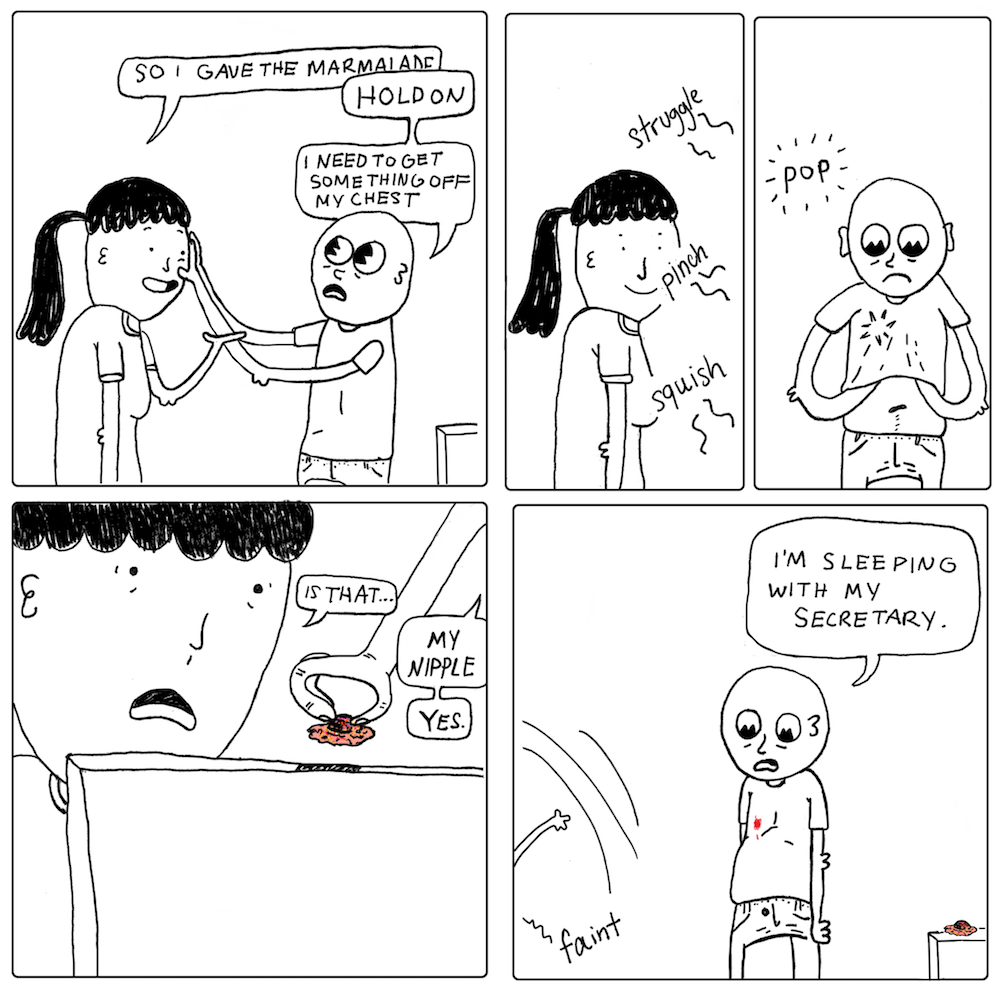 SO I GAVE THE MARMALADE
HOLD ON
I NEED TO GET
SOMETHING OFF
MY CHEST
struggle
pinch
squish
pop
IS THAT...
MY
NIPPLE
YES.
I'M SLEEPING
WITH MY
SECRETARY.
faint